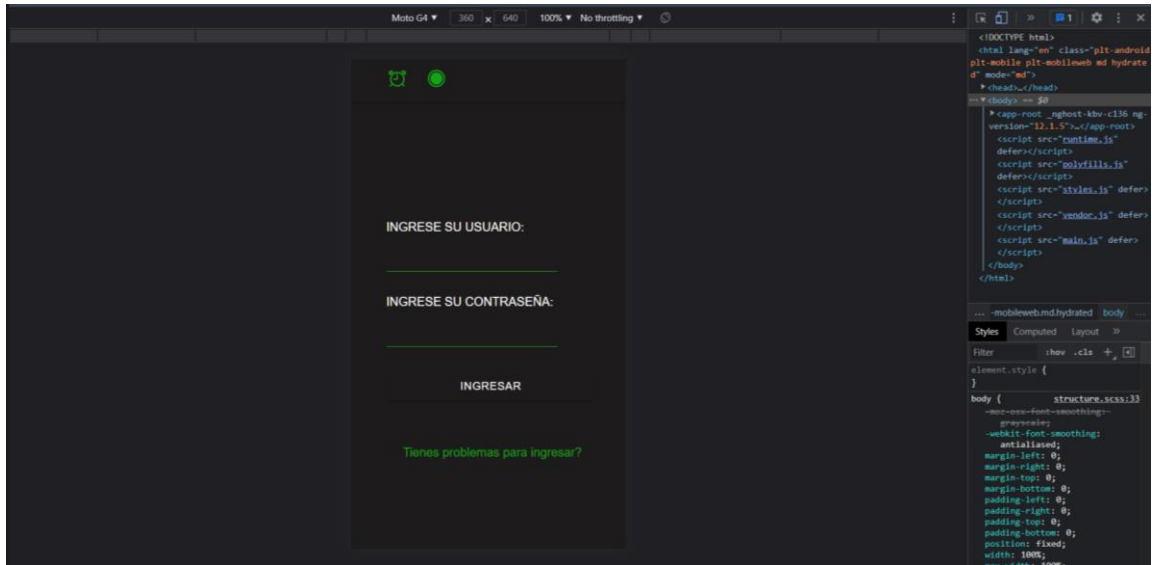 Moto G4 ▼ 360 x 640 100% ▼ No throttling ▼
INGRESE SU USUARIO:
INGRESE SU CONTRASEÑA:
INGRESAR
Tienes problemas para ingresar?
» 1
<!DOCTYPE html>
<html lang="en" class="plt-android
plt-mobile plt-mobileweb md hydrate
d" mode="md">
<head>…</head>
<body> == $0
<app-root _nghost-kbv-c136 ng-
version="12.1.5">…</app-root>
<script src="runtime.js"
defer></script>
<script src="polyfills.js"
defer></script>
<script src="styles.js" defer>
</script>
<script src="vendor.js" defer>
</script>
<script src="main.js" defer>
</script>
</body>
</html>
... -mobileweb.md.hydrated body ...
Styles Computed Layout »
Filter :hov .cls +
element.style {
}
body { structure.scss:33
-moz-osx-font-smoothing:
grayscale;
-webkit-font-smoothing:
antialiased;
margin-left: 0;
margin-right: 0;
margin-top: 0;
margin-bottom: 0;
padding-left: 0;
padding-right: 0;
padding-top: 0;
padding-bottom: 0;
position: fixed;
width: 100%;